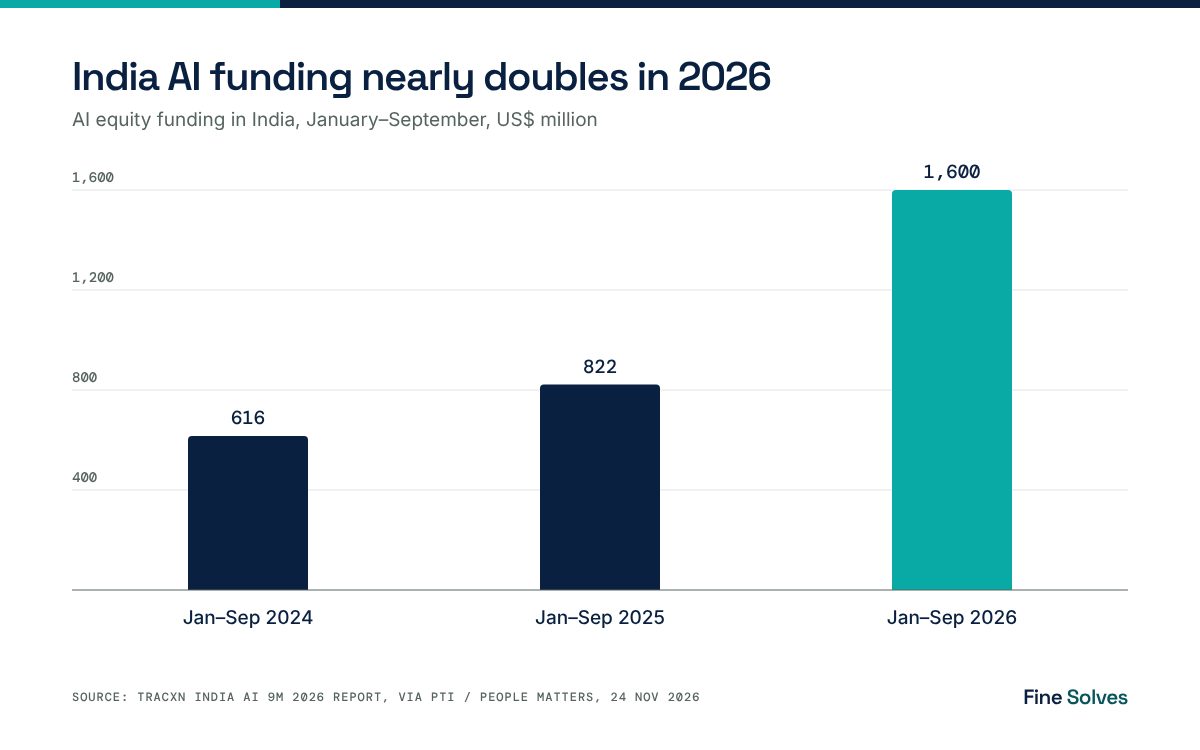 India AI funding nearly doubles in 2026
AI equity funding in India, January–September, US$ million
1,600
1,600
1,200
822
800
616
400
Jan–Sep 2024
Jan–Sep 2025
Jan–Sep 2026
SOURCE: TRACXN INDIA AI 9M 2026 REPORT, VIA PTI / PEOPLE MATTERS, 24 NOV 2026
Fine Solves